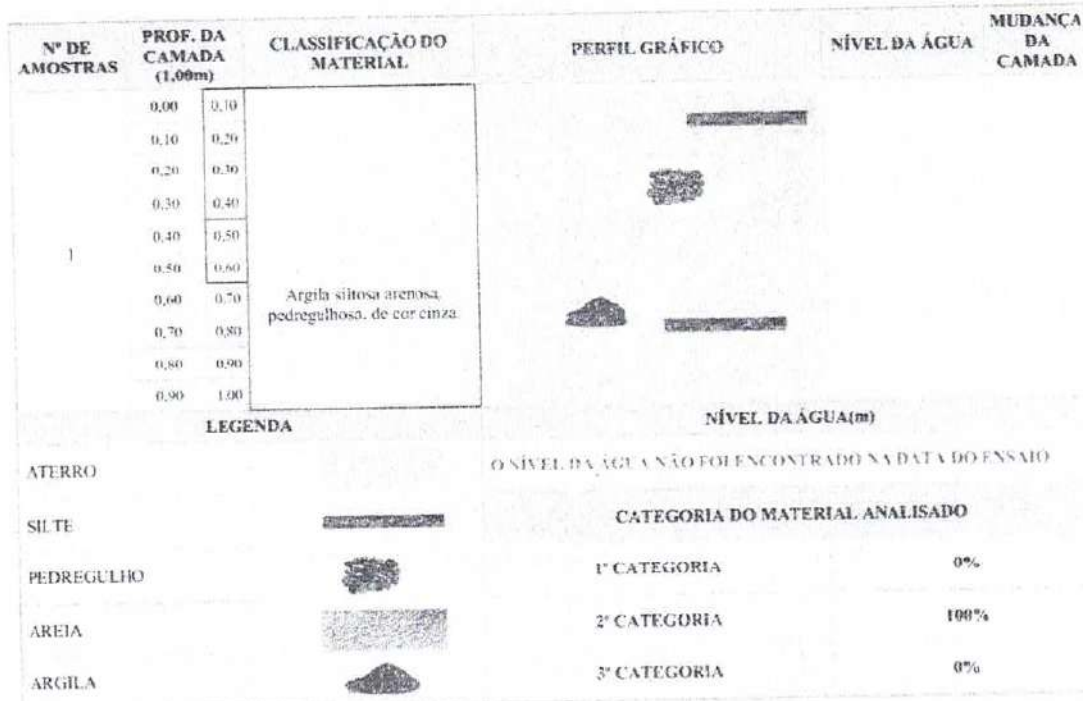 Nº DE AMOSTRAS
PROF. DA CAMADA (1,00m)
CLASSIFICAÇÃO DO MATERIAL
PERFIL GRÁFICO
NÍVEL DA ÁGUA
MUDANÇA DA CAMADA
1
0,00 0,10
0,10 0,20
0,20 0,30
0,30 0,40
0,40 0,50
0,50 0,60
0,60 0,70
0,70 0,80
0,80 0,90
0,90 1,00
Argila siltosa arenosa,
pedregulhosa, de cor cinza.
LEGENDA
NÍVEL DA ÁGUA(m)
ATERRO
O NÍVEL DA ÁGUA NÃO FOI ENCONTRADO NA DATA DO ENSAIO
SILTE
CATEGORIA DO MATERIAL ANALISADO
PEDREGULHO
1ª CATEGORIA 0%
AREIA
2ª CATEGORIA 100%
ARGILA
3ª CATEGORIA 0%